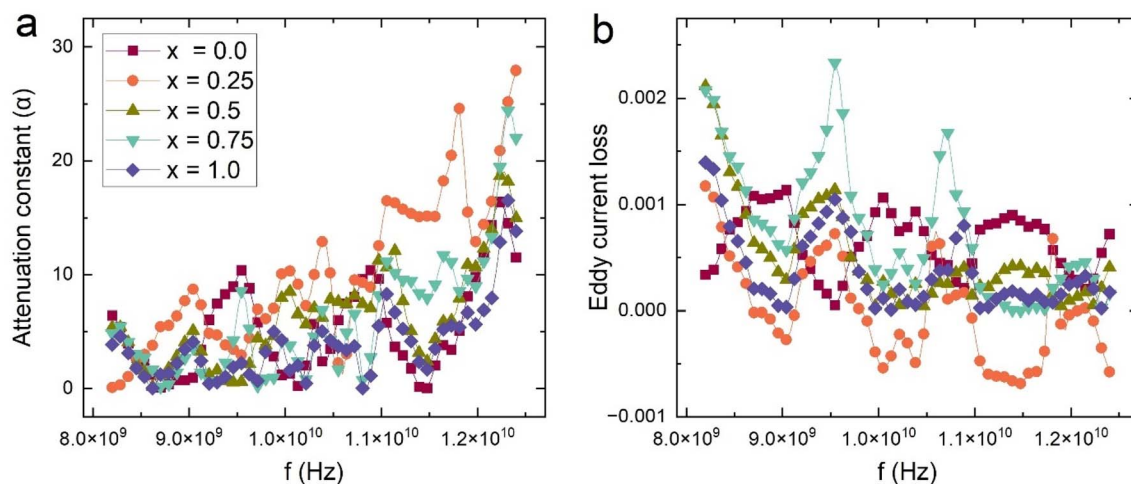 a
Attenuation constant (α)
30
20
10
0
x = 0.0
x = 0.25
x = 0.5
x = 0.75
x = 1.0
8.0×10⁹ 9.0×10⁹ 1.0×10¹⁰ 1.1×10¹⁰ 1.2×10¹⁰
f (Hz)
b
Eddy current loss
0.002
0.001
0.000
−0.001
8.0×10⁹ 9.0×10⁹ 1.0×10¹⁰ 1.1×10¹⁰ 1.2×10¹⁰
f (Hz)